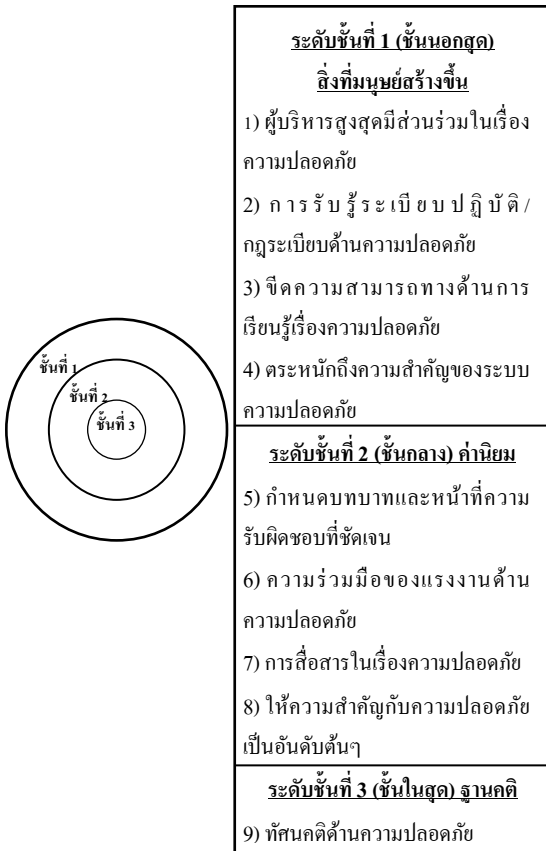 ชั้นที่ 1
ชั้นที่ 2
ชั้นที่ 3
ระดับชั้นที่ 1 (ชั้นนอกสุด)
สิ่งที่มนุษย์สร้างขึ้น
1) ผู้บริหารสูงสุดมีส่วนร่วมในเรื่อง
ความปลอดภัย
2) การรับรู้ระเบียบปฏิบัติ/
กฎระเบียบด้านความปลอดภัย
3) ขีดความสามารถทางด้านการ
เรียนรู้เรื่องความปลอดภัย
4) ตระหนักถึงความสำคัญของระบบ
ความปลอดภัย
ระดับชั้นที่ 2 (ชั้นกลาง) ค่านิยม
5) กำหนดบทบาทและหน้าที่ความ
รับผิดชอบที่ชัดเจน
6) ความร่วมมือของแรงงานด้าน
ความปลอดภัย
7) การสื่อสารในเรื่องความปลอดภัย
8) ให้ความสำคัญกับความปลอดภัย
เป็นอันดับต้นๆ
ระดับชั้นที่ 3 (ชั้นในสุด) ฐานคติ
9) ทัศนคติด้านความปลอดภัย